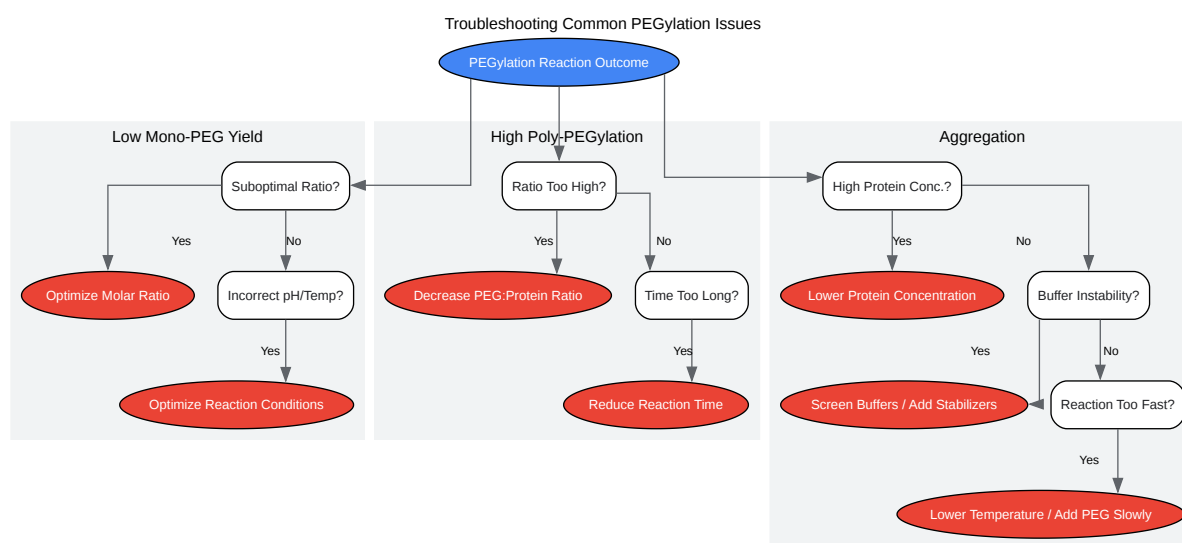 Troubleshooting Common PEGylation Issues
PEGylation Reaction Outcome
Low Mono-PEG Yield
High Poly-PEGylation
Aggregation
Suboptimal Ratio?
Ratio Too High?
High Protein Conc.?
Yes
No
Yes
No
Yes
No
Optimize Molar Ratio
Incorrect pH/Temp?
Decrease PEG:Protein Ratio
Time Too Long?
Lower Protein Concentration
Buffer Instability?
Yes
Yes
Yes
No
Optimize Reaction Conditions
Reduce Reaction Time
Screen Buffers / Add Stabilizers
Reaction Too Fast?
Yes
Lower Temperature / Add PEG Slowly